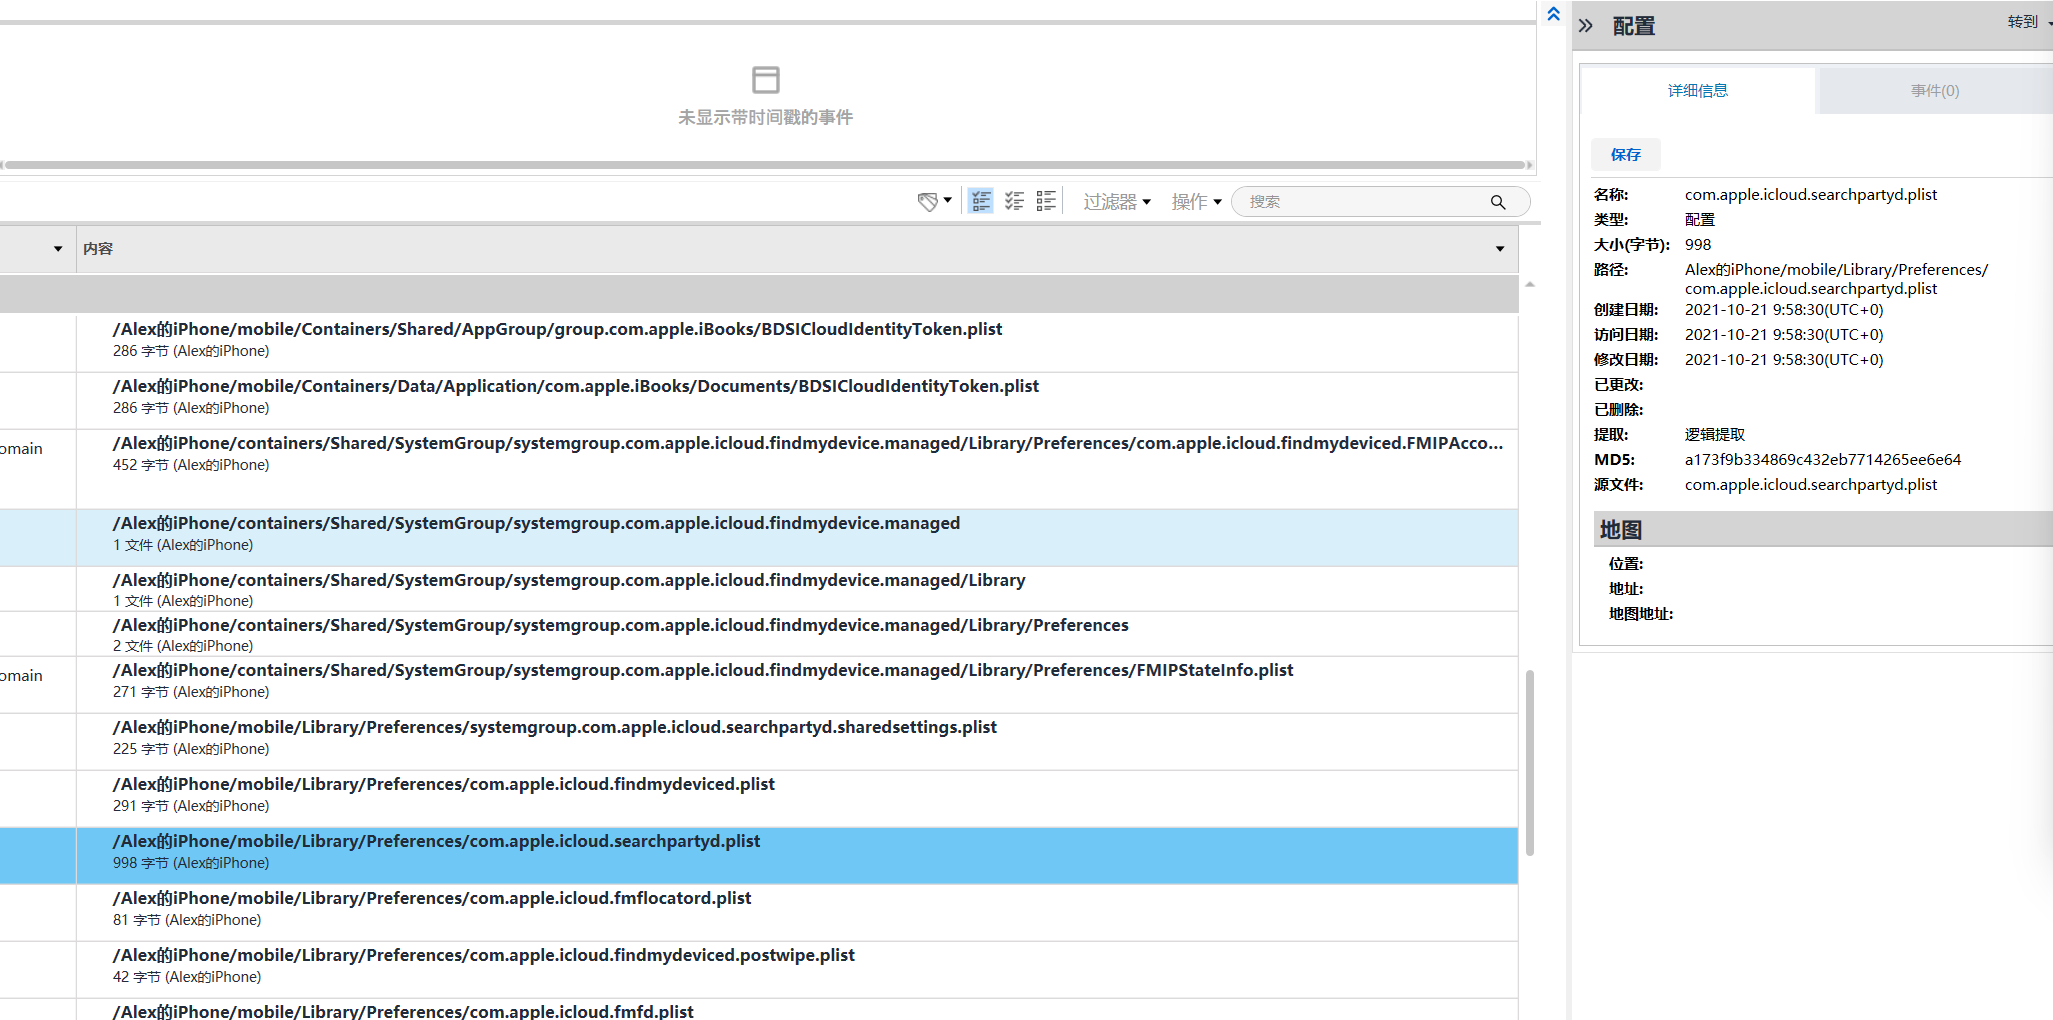 转到
配置
详细信息
事件(0)
未显示带时间戳的事件
保存
过滤器
操作
搜索
内容
/Alex的iPhone/mobile/Containers/Shared/AppGroup/group.com.apple.iBooks/BDSICloudIdentityToken.plist
286 字节 (Alex的iPhone)
/Alex的iPhone/mobile/Containers/Data/Application/com.apple.iBooks/Documents/BDSICloudIdentityToken.plist
286 字节 (Alex的iPhone)
omain
/Alex的iPhone/containers/Shared/SystemGroup/systemgroup.com.apple.icloud.findmydevice.managed/Library/Preferences/com.apple.icloud.findmydeviced.FMIPAcco...
452 字节 (Alex的iPhone)
/Alex的iPhone/containers/Shared/SystemGroup/systemgroup.com.apple.icloud.findmydevice.managed
1 文件 (Alex的iPhone)
/Alex的iPhone/containers/Shared/SystemGroup/systemgroup.com.apple.icloud.findmydevice.managed/Library
1 文件 (Alex的iPhone)
/Alex的iPhone/containers/Shared/SystemGroup/systemgroup.com.apple.icloud.findmydevice.managed/Library/Preferences
2 文件 (Alex的iPhone)
omain
/Alex的iPhone/containers/Shared/SystemGroup/systemgroup.com.apple.icloud.findmydevice.managed/Library/Preferences/FMIPStateInfo.plist
271 字节 (Alex的iPhone)
/Alex的iPhone/mobile/Library/Preferences/systemgroup.com.apple.icloud.searchpartyd.sharedsettings.plist
225 字节 (Alex的iPhone)
/Alex的iPhone/mobile/Library/Preferences/com.apple.icloud.findmydeviced.plist
291 字节 (Alex的iPhone)
/Alex的iPhone/mobile/Library/Preferences/com.apple.icloud.searchpartyd.plist
998 字节 (Alex的iPhone)
/Alex的iPhone/mobile/Library/Preferences/com.apple.icloud.fmflocatord.plist
81 字节 (Alex的iPhone)
/Alex的iPhone/mobile/Library/Preferences/com.apple.icloud.findmydeviced.postwipe.plist
42 字节 (Alex的iPhone)
/Alex的iPhone/mobile/Library/Preferences/com.apple.icloud.fmfd.plist
名称: com.apple.icloud.searchpartyd.plist
类型: 配置
大小(字节): 998
路径: Alex的iPhone/mobile/Library/Preferences/
com.apple.icloud.searchpartyd.plist
创建日期: 2021-10-21 9:58:30(UTC+0)
访问日期: 2021-10-21 9:58:30(UTC+0)
修改日期: 2021-10-21 9:58:30(UTC+0)
已更改:
已删除:
提取: 逻辑提取
MD5: a173f9b334869c432eb7714265ee6e64
源文件: com.apple.icloud.searchpartyd.plist
地图
位置:
地址:
地图地址: